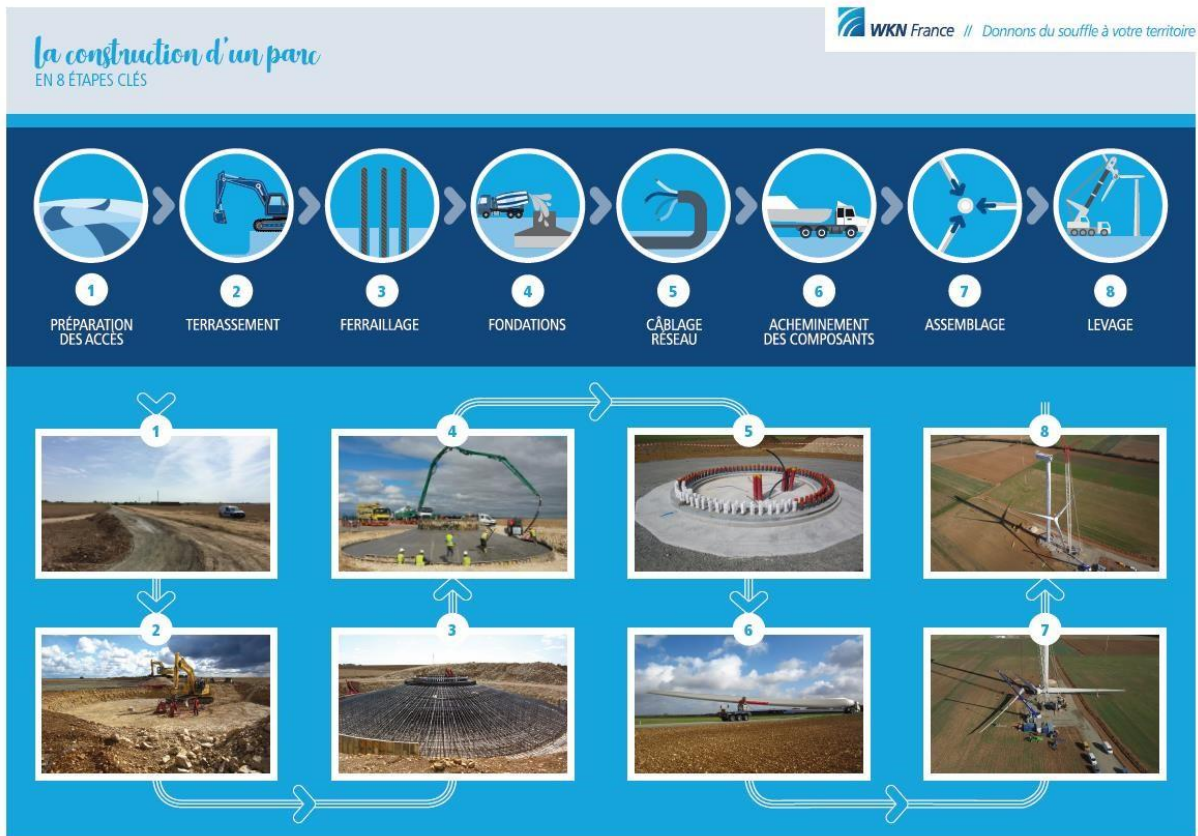 WKN France // Donnons du souffle à votre territoire
la construction d'un parc
EN 8 ÉTAPES CLÉS
1
PRÉPARATION
DES ACCÈS
2
TERRASSEMENT
3
FERRAILLAGE
4
FONDATIONS
5
CÂBLAGE
RÉSEAU
6
ACHEMINEMENT
DES COMPOSANTS
7
ASSEMBLAGE
8
LEVAGE
1
4
5
8
2
3
6
7